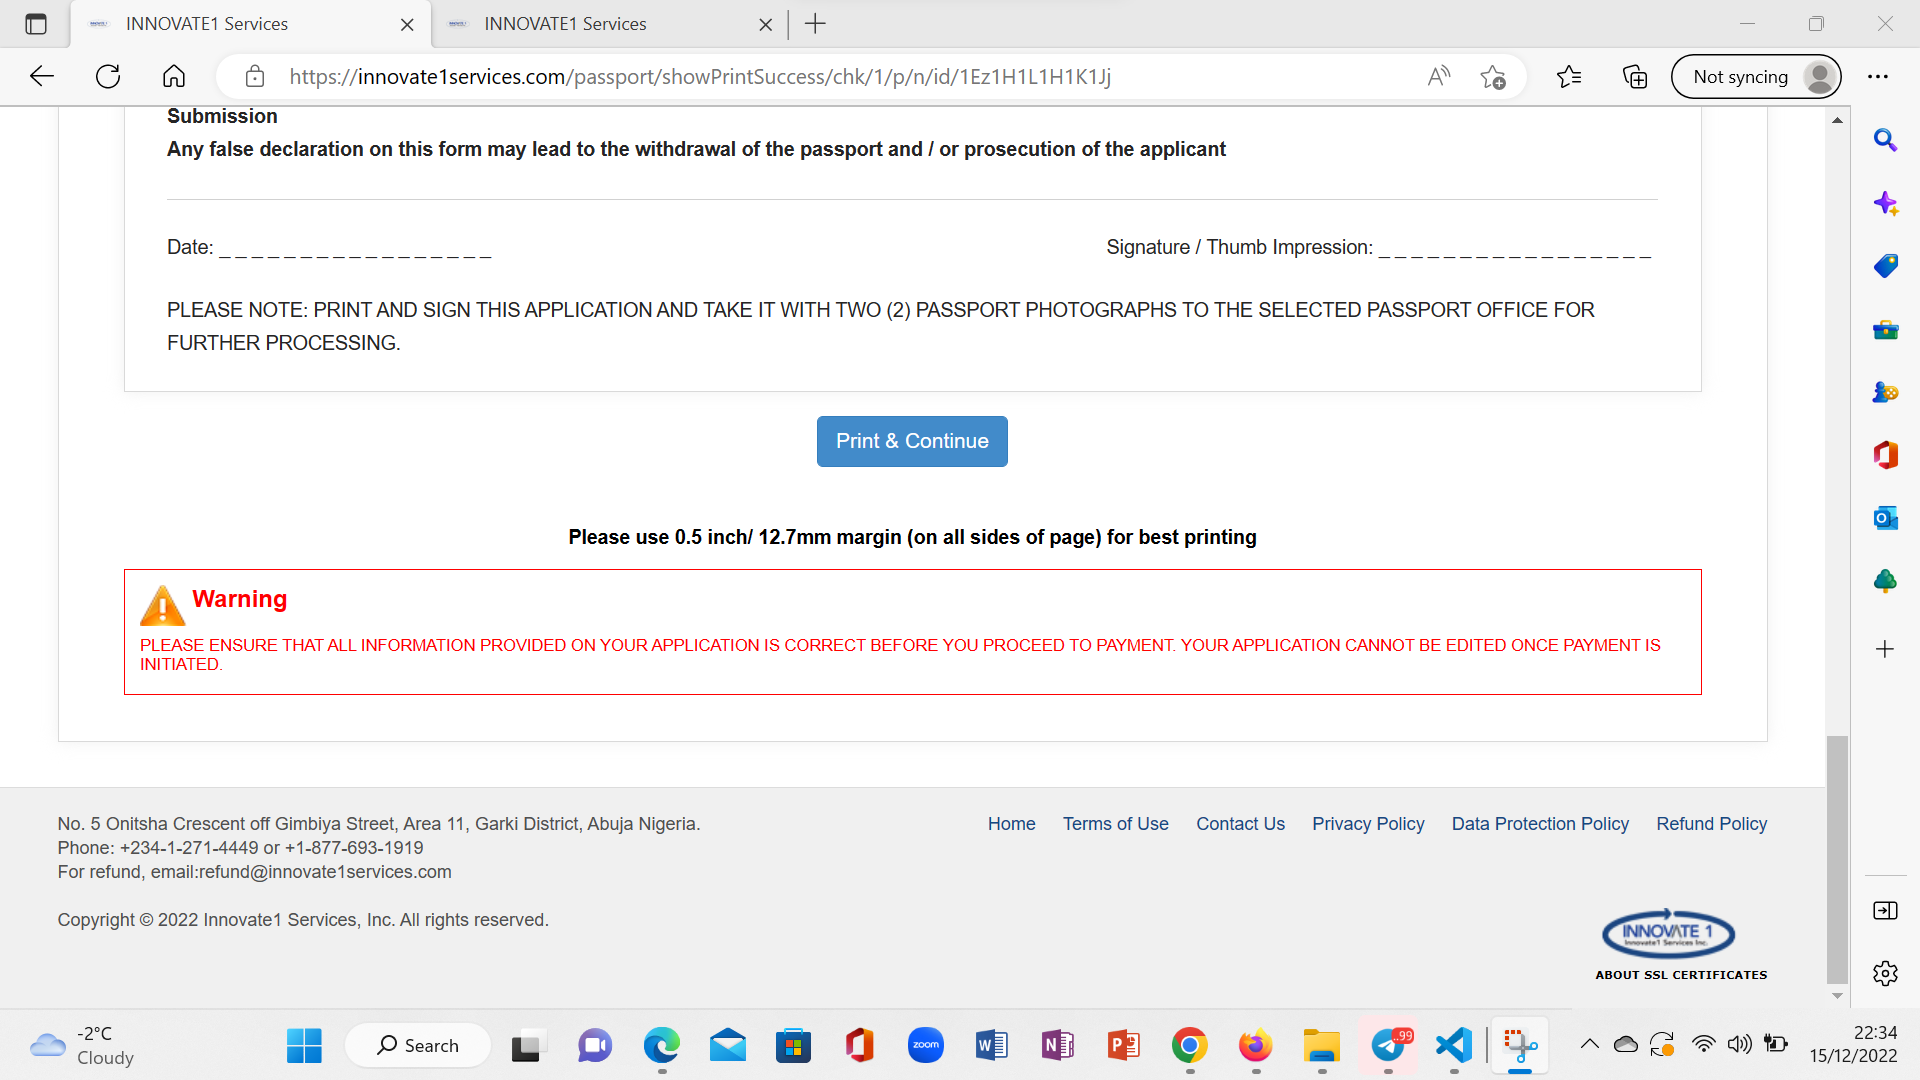 INNOVATE1 Services
INNOVATE1 Services
https://innovate1services.com/passport/showPrintSuccess/chk/1/p/n/id/1Ez1H1L1H1K1Jj
Not syncing
Submission
Any false declaration on this form may lead to the withdrawal of the passport and / or prosecution of the applicant
Date: _ _ _ _ _ _ _ _ _ _ _ _ _ _ _ _ _
Signature / Thumb Impression: _ _ _ _ _ _ _ _ _ _ _ _ _ _ _ _ _
PLEASE NOTE: PRINT AND SIGN THIS APPLICATION AND TAKE IT WITH TWO (2) PASSPORT PHOTOGRAPHS TO THE SELECTED PASSPORT OFFICE FOR
FURTHER PROCESSING.
Print & Continue
Please use 0.5 inch/ 12.7mm margin (on all sides of page) for best printing
Warning
PLEASE ENSURE THAT ALL INFORMATION PROVIDED ON YOUR APPLICATION IS CORRECT BEFORE YOU PROCEED TO PAYMENT. YOUR APPLICATION CANNOT BE EDITED ONCE PAYMENT IS
INITIATED.
No. 5 Onitsha Crescent off Gimbiya Street, Area 11, Garki District, Abuja Nigeria.
Phone: +234-1-271-4449 or +1-877-693-1919
For refund, email:refund@innovate1services.com
Home Terms of Use Contact Us Privacy Policy Data Protection Policy Refund Policy
Copyright © 2022 Innovate1 Services, Inc. All rights reserved.
INNOVATE 1
Innovate1 Services Inc.
ABOUT SSL CERTIFICATES
-2°C
Cloudy
Search
zoom
..99
22:34
15/12/2022